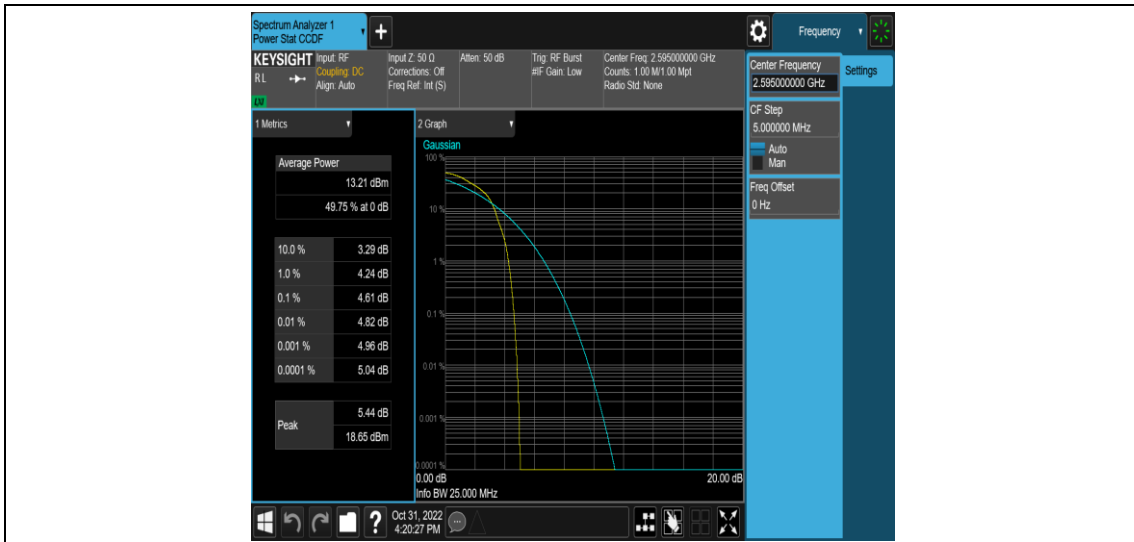 Spectrum Analyzer 1
Power Stat CCDF
Frequency
KEYSIGHT
RL
LXI
Input: RF
Coupling: DC
Align: Auto
Input Z: 50 Ω
Corrections: Off
Freq Ref: Int (S)
Atten: 50 dB
Trig: RF Burst
#IF Gain: Low
Center Freq: 2.595000000 GHz
Counts: 1.00 M/1.00 Mpt
Radio Std: None
Center Frequency
2.595000000 GHz
Settings
CF Step
5.000000 MHz
Auto
Man
Freq Offset
0 Hz
1 Metrics
Average Power
13.21 dBm
49.75 % at 0 dB
10.0 % 3.29 dB
1.0 % 4.24 dB
0.1 % 4.61 dB
0.01 % 4.82 dB
0.001 % 4.96 dB
0.0001 % 5.04 dB
Peak
5.44 dB
18.65 dBm
2 Graph
Gaussian
100 %
10 %
1 %
0.1 %
0.01 %
0.001 %
0.0001 %
0.00 dB 20.00 dB
Info BW 25.000 MHz
?
Oct 31, 2022
4:20:27 PM